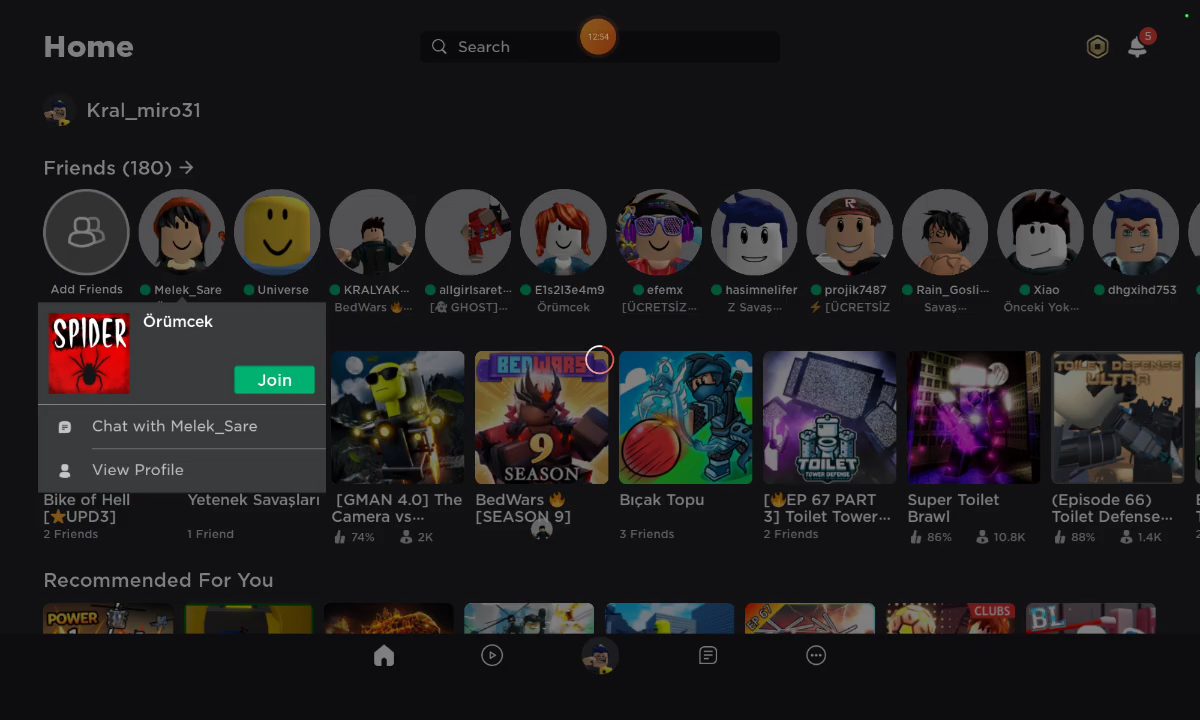 Home
Search
12:54
5
Kral_miro31
Friends (180) →
Add Friends
Melek_Sare
Universe
KRALYAK...
BedWars 🔥...
allgirlsaret...
[👻 GHOST]...
E1s2l3e4m9
Örümcek
efemx
[ÜCRETSİZ...
hasimnelifer
Z Savaş...
projik7487
⚡ [ÜCRETSİZ
Rain_Gosli...
Savaş...
Xiao
Önceki Yok...
dhgxihd753
SPIDER
Örümcek
Join
Chat with Melek_Sare
View Profile
BEDWARS
9
SEASON
TOILET
TOWER DEFENSE
TOILET DEFENSE
ULTRA
Bike of Hell
[⭐UPD3]
2 Friends
Yetenek Savaşları
1 Friend
[GMAN 4.0] The
Camera vs...
74% 2K
BedWars 🔥
[SEASON 9]
Bıçak Topu
3 Friends
[🔥EP 67 PART
3] Toilet Tower...
2 Friends
Super Toilet
Brawl
86% 10.8K
(Episode 66)
Toilet Defense...
88% 1.4K
Recommended For You
POWER
EP 67
CLUBS
BL